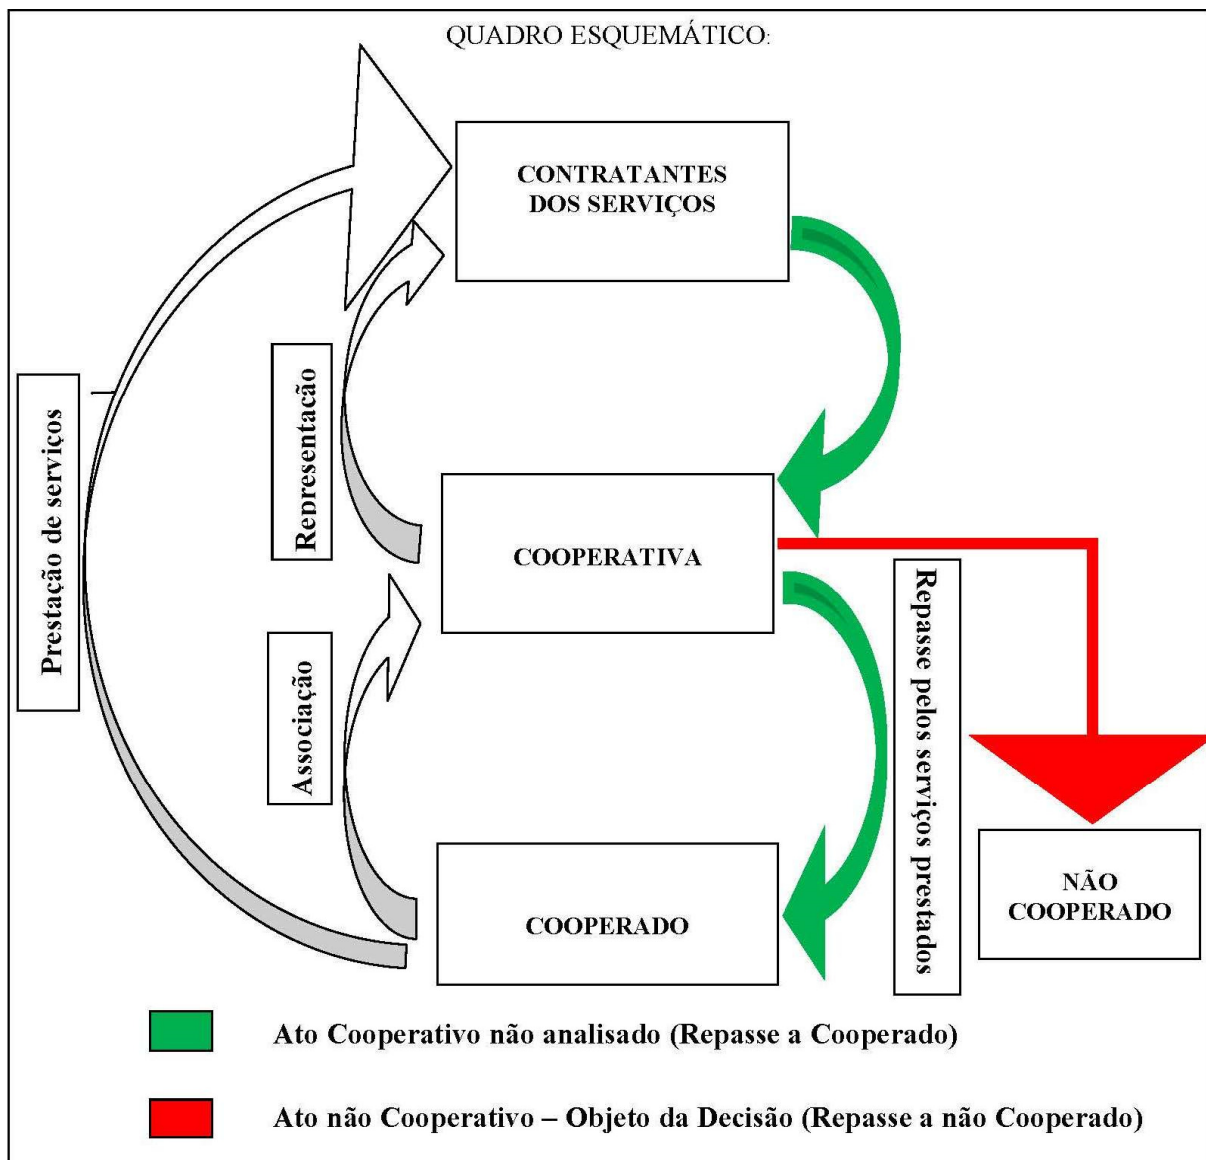 QUADRO ESQUEMÁTICO:
CONTRATANTES
DOS SERVIÇOS
Prestação de serviços
Representação
COOPERATIVA
Associação
Repasse pelos serviços prestados
COOPERADO
NÃO
COOPERADO
Ato Cooperativo não analisado (Repasse a Cooperado)
Ato não Cooperativo – Objeto da Decisão (Repasse a não Cooperado)